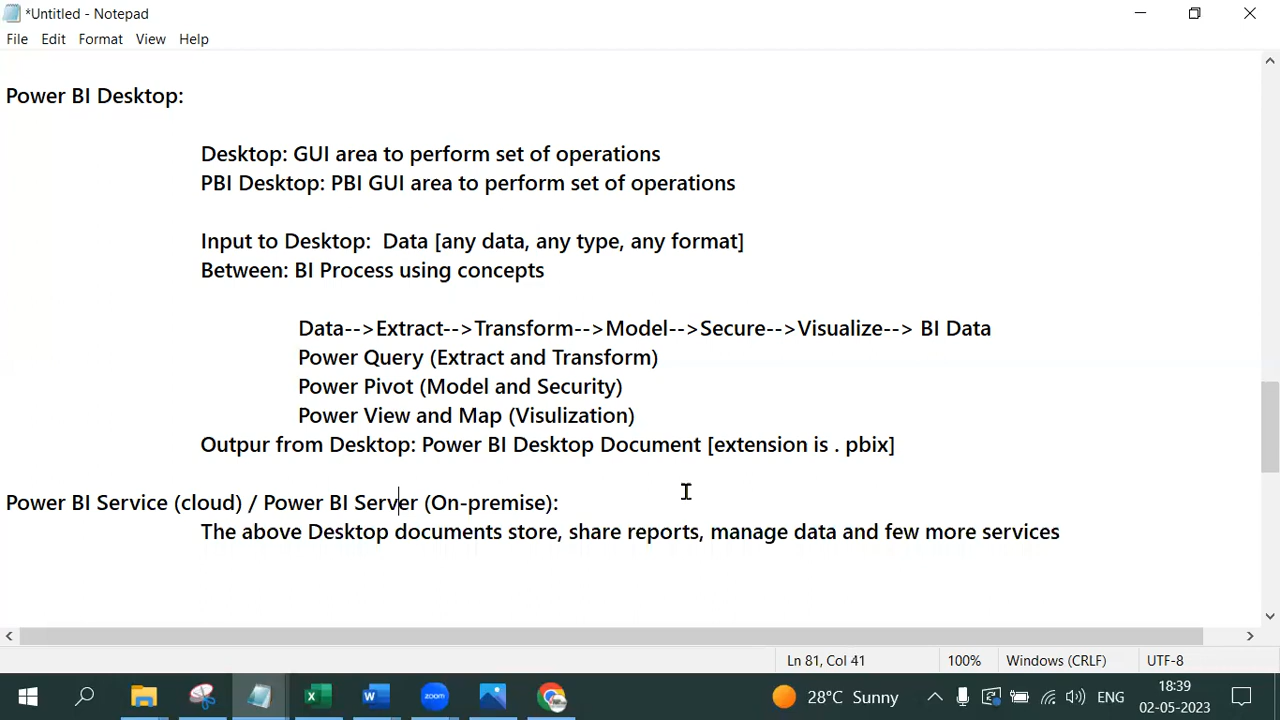 *Untitled - Notepad
File Edit Format View Help
Power BI Desktop:
Desktop: GUI area to perform set of operations
PBI Desktop: PBI GUI area to perform set of operations
Input to Desktop:  Data [any data, any type, any format]
Between: BI Process using concepts
Data-->Extract-->Transform-->Model-->Secure-->Visualize--> BI Data
Power Query (Extract and Transform)
Power Pivot (Model and Security)
Power View and Map (Visulization)
Outpur from Desktop: Power BI Desktop Document [extension is . pbix]
Power BI Service (cloud) / Power BI Server (On-premise):
The above Desktop documents store, share reports, manage data and few more services
Ln 81, Col 41 100% Windows (CRLF) UTF-8
zoom 28°C Sunny ENG 18:39
02-05-2023